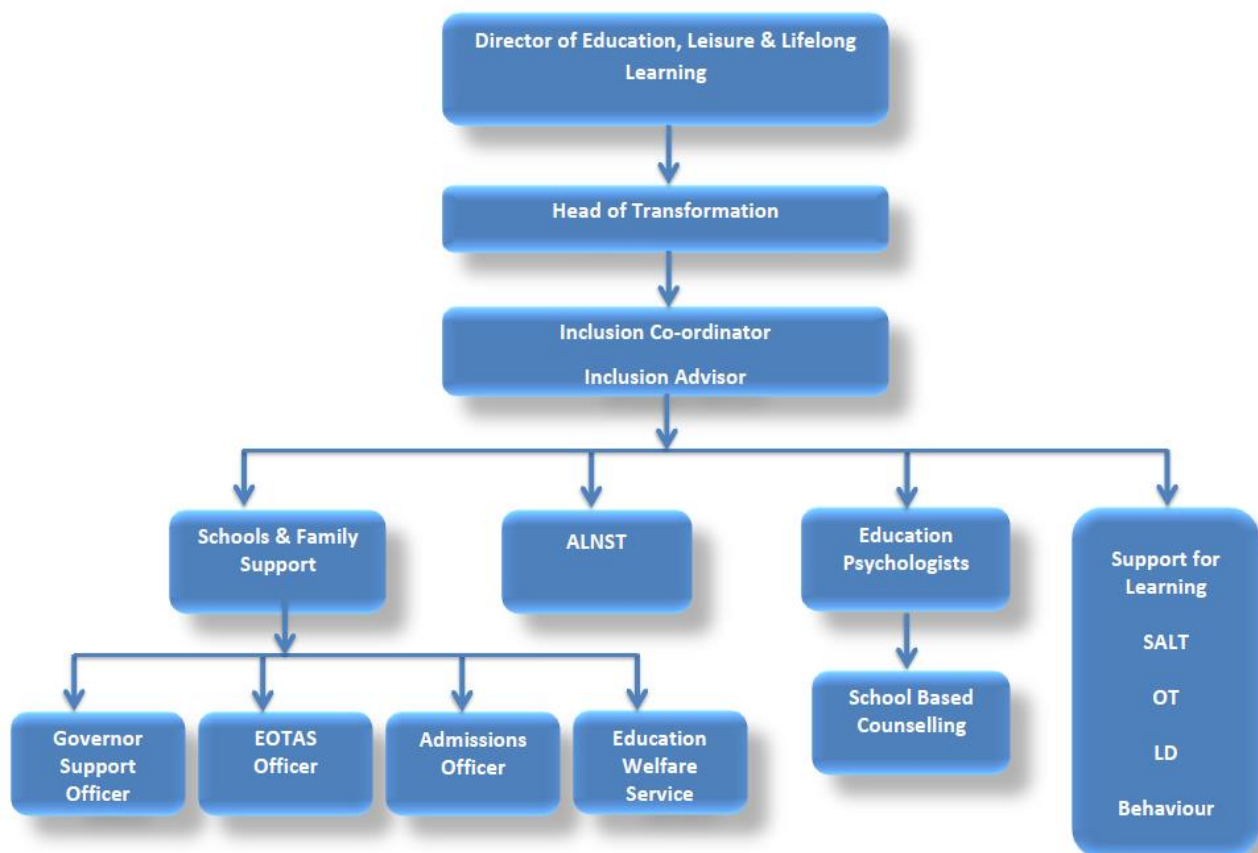 Director of Education, Leisure & Lifelong
Learning
Head of Transformation
Inclusion Co-ordinator
Inclusion Advisor
Schools & Family
Support
ALNST
Education
Psychologists
Support for
Learning
SALT
OT
LD
Behaviour
School Based
Counselling
Governor
Support
Officer
EOTAS
Officer
Admissions
Officer
Education
Welfare
Service